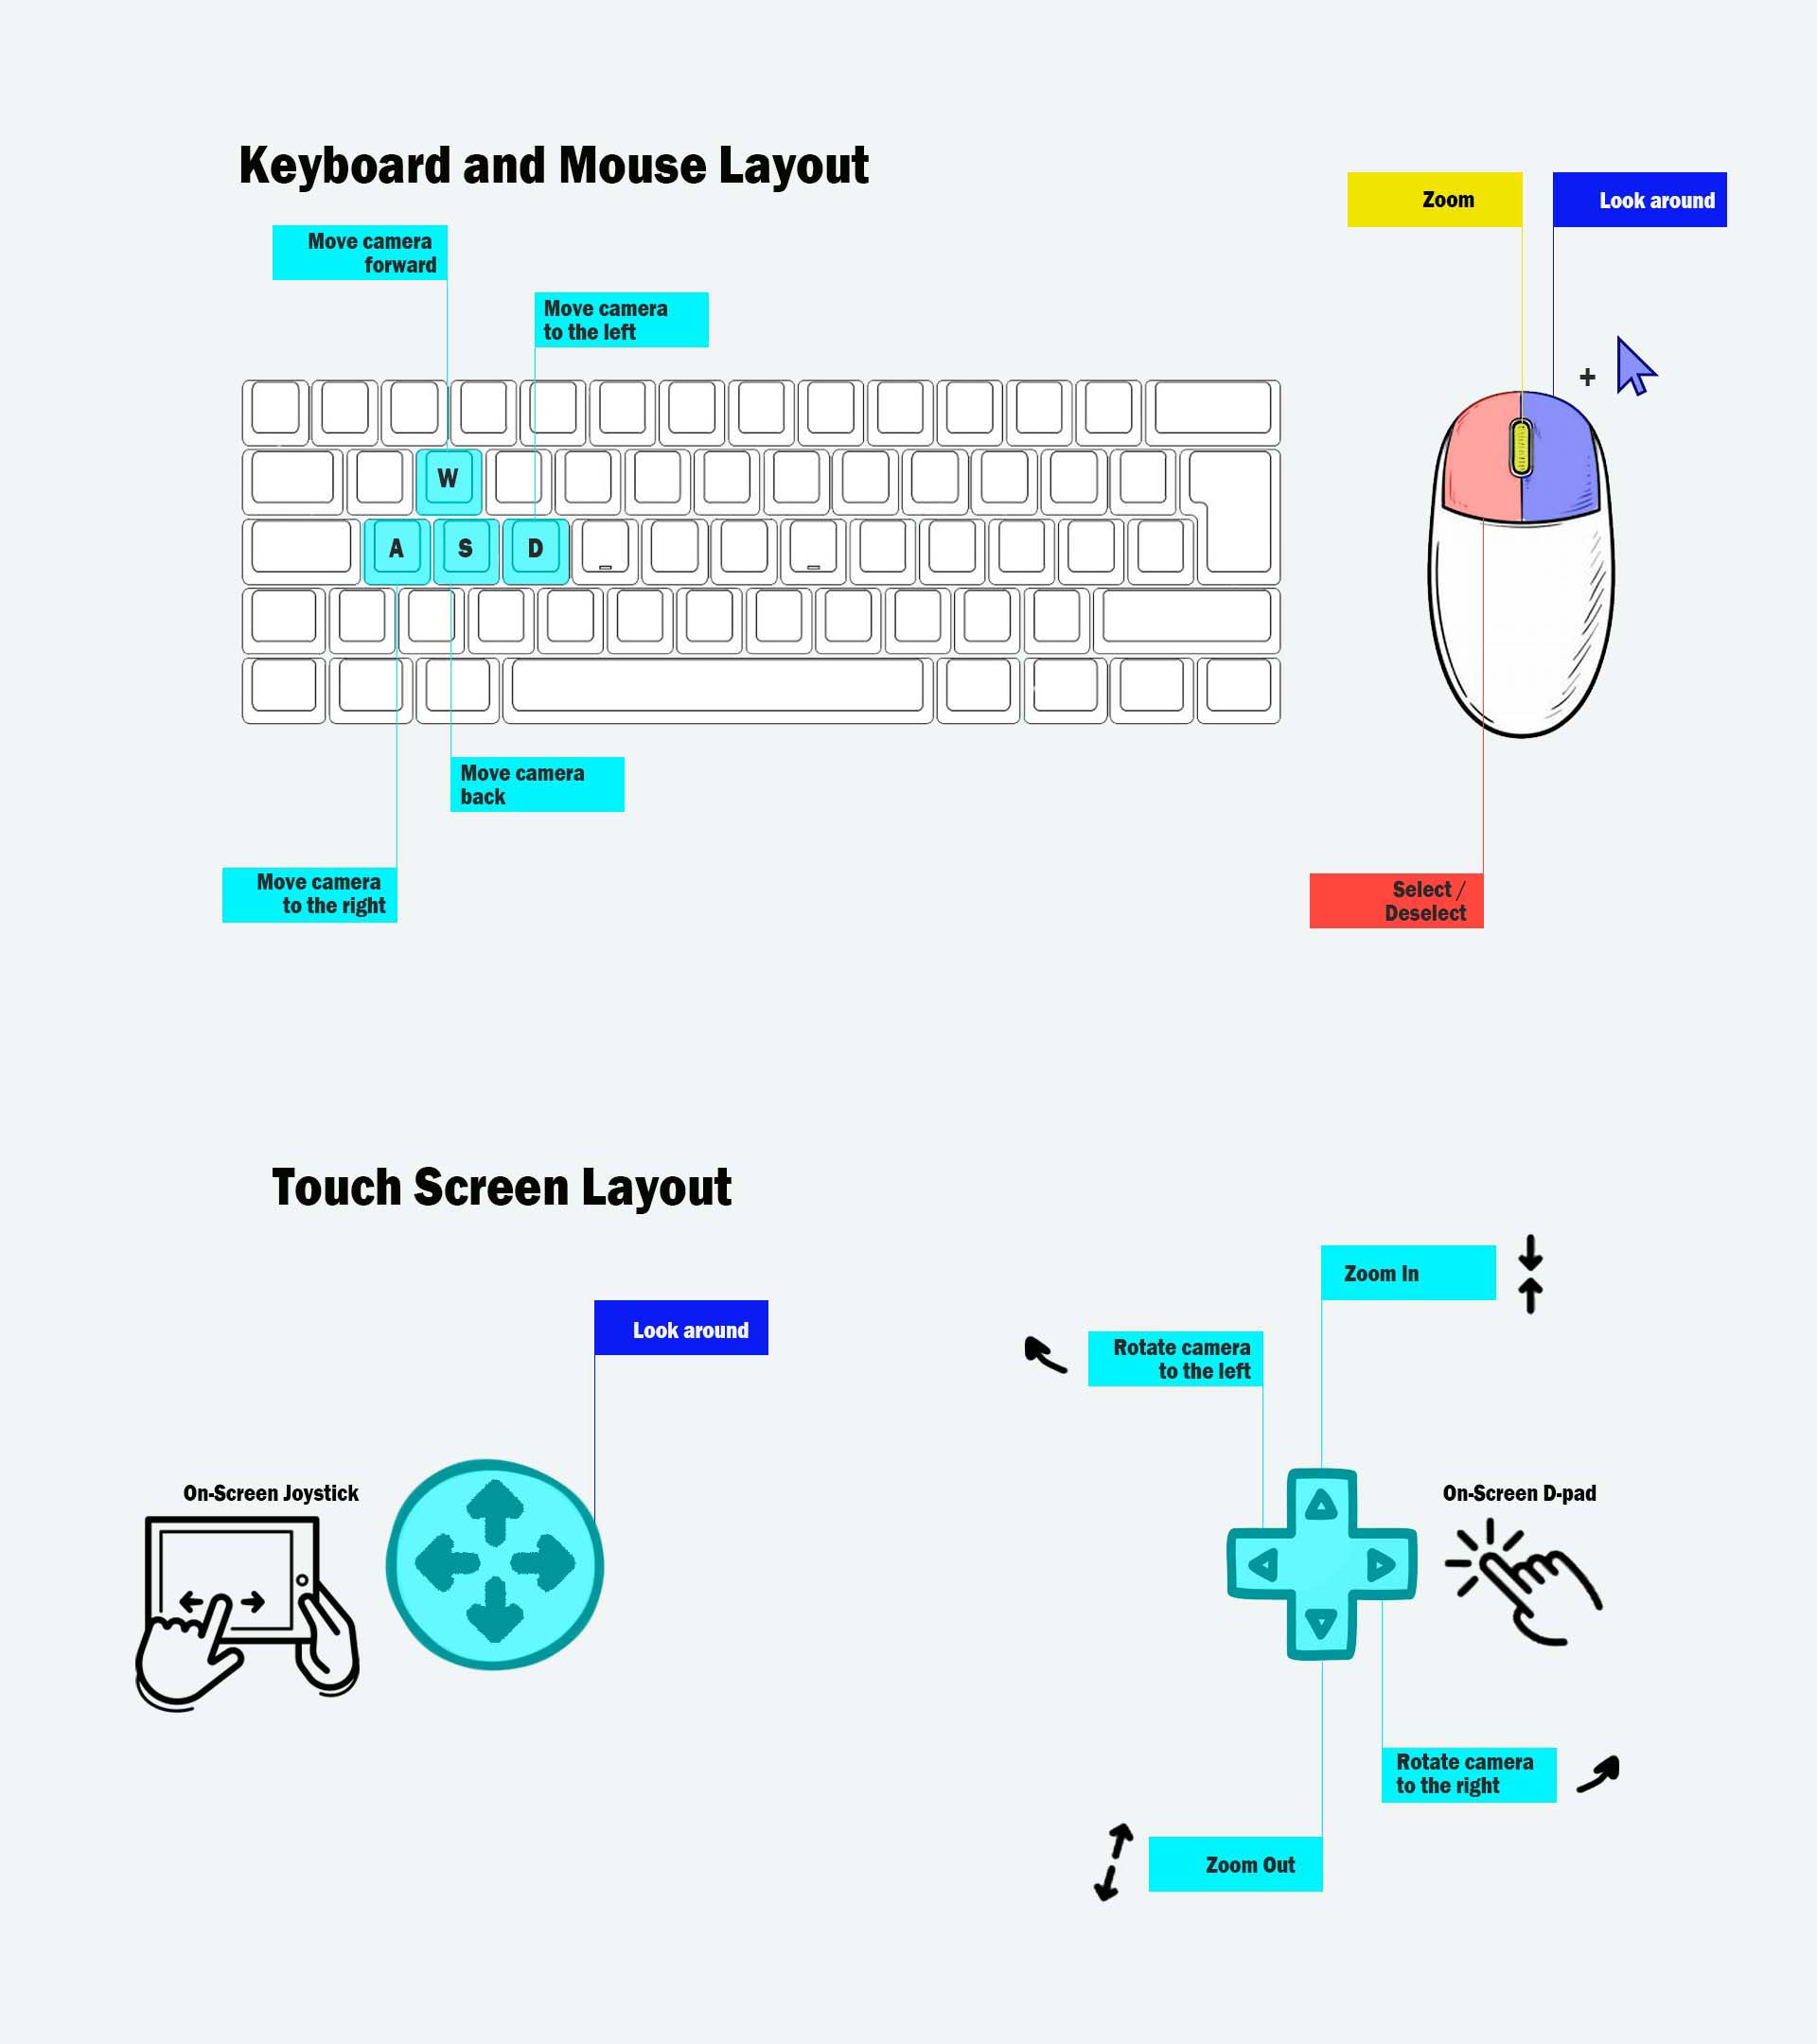 Keyboard and Mouse Layout
Zoom
Look around
Move camera
forward
Move camera
to the left
+
W
A
S
D
Move camera
back
Move camera
to the right
Select /
Deselect
Touch Screen Layout
Zoom In
Look around
Rotate camera
to the left
On-Screen Joystick
On-Screen D-pad
Rotate camera
to the right
Zoom Out